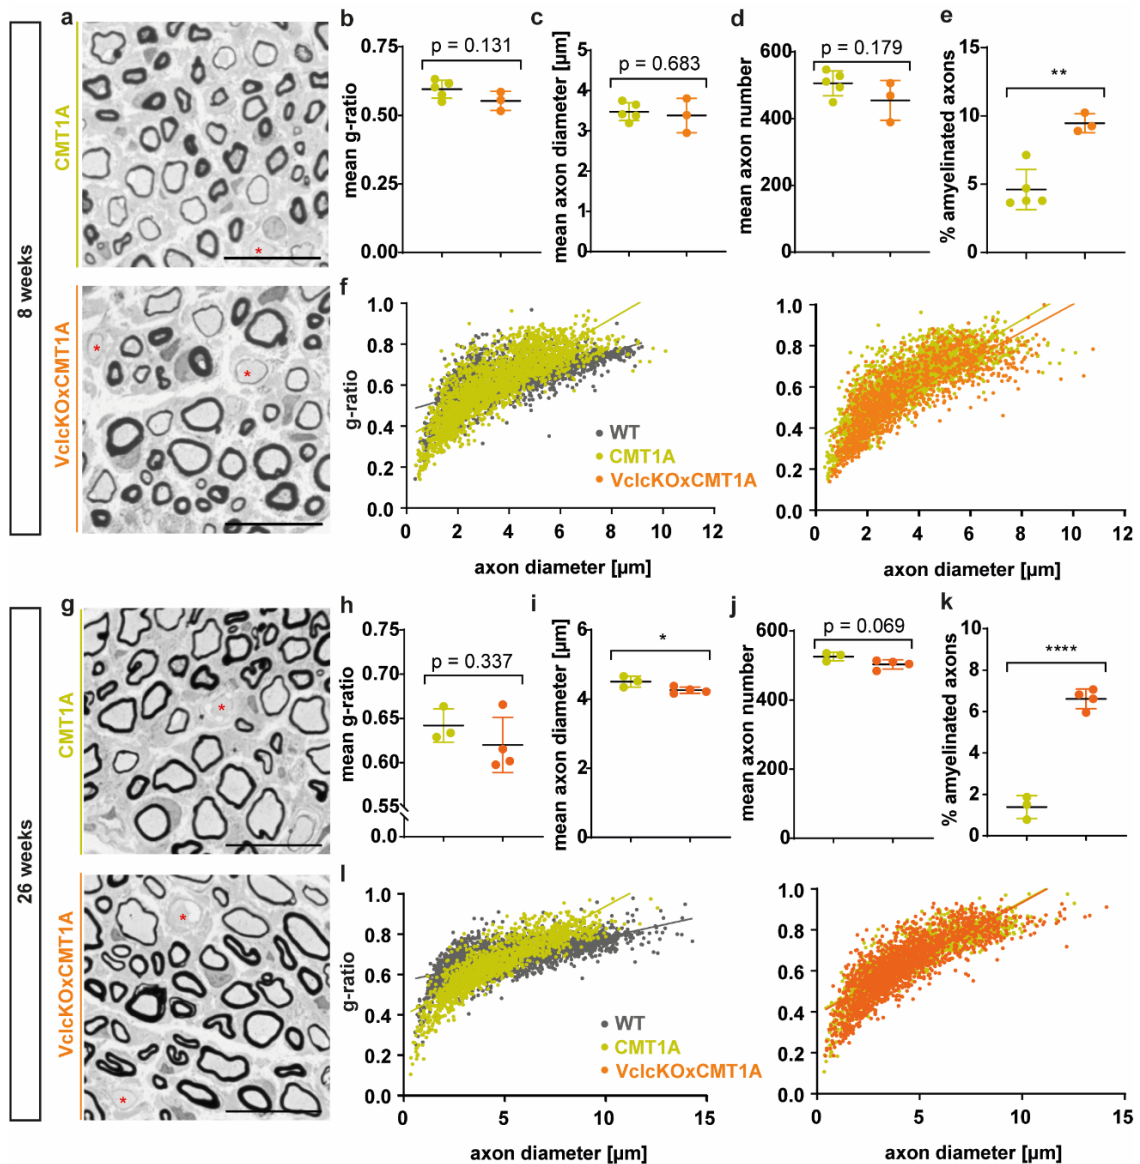 8 weeks
a
CMT1A
*
VclcKOxCMT1A
*
*
b
mean g-ratio
0.75
0.50
0.25
0.00
p = 0.131
c
mean axon diameter [µm]
5
4
3
2
1
0
p = 0.683
d
mean axon number
600
400
200
0
p = 0.179
e
% amyelinated axons
15
10
5
0
**
f
g-ratio
1.0
0.8
0.6
0.4
0.2
0.0
WT
CMT1A
VclcKOxCMT1A
0 2 4 6 8 10 12
axon diameter [µm]
1.0
0.8
0.6
0.4
0.2
0.0
0 2 4 6 8 10 12
axon diameter [µm]
26 weeks
g
CMT1A
*
VclcKOxCMT1A
*
*
h
mean g-ratio
0.75
0.70
0.65
0.60
0.55
0.0
p = 0.337
i
mean axon diameter [µm]
6
4
2
0
*
j
mean axon number
600
400
200
0
p = 0.069
k
% amyelinated axons
10
8
6
4
2
0
****
l
g-ratio
1.0
0.8
0.6
0.4
0.2
0.0
WT
CMT1A
VclcKOxCMT1A
0 5 10 15
axon diameter [µm]
1.0
0.8
0.6
0.4
0.2
0.0
0 5 10 15
axon diameter [µm]